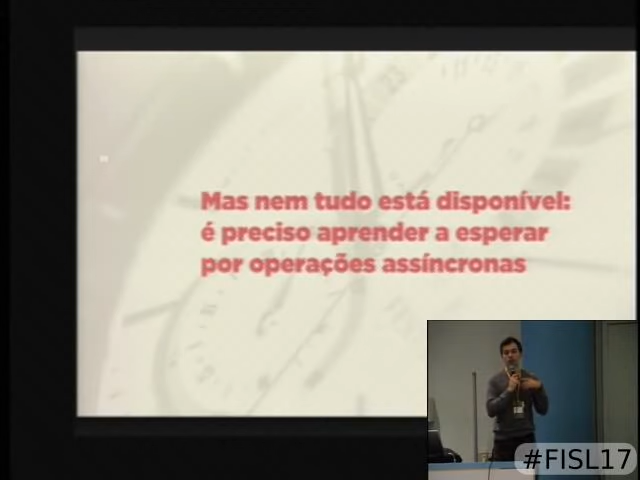 Mas nem tudo está disponível:
é preciso aprender a esperar
por operações assíncronas
#FISL17